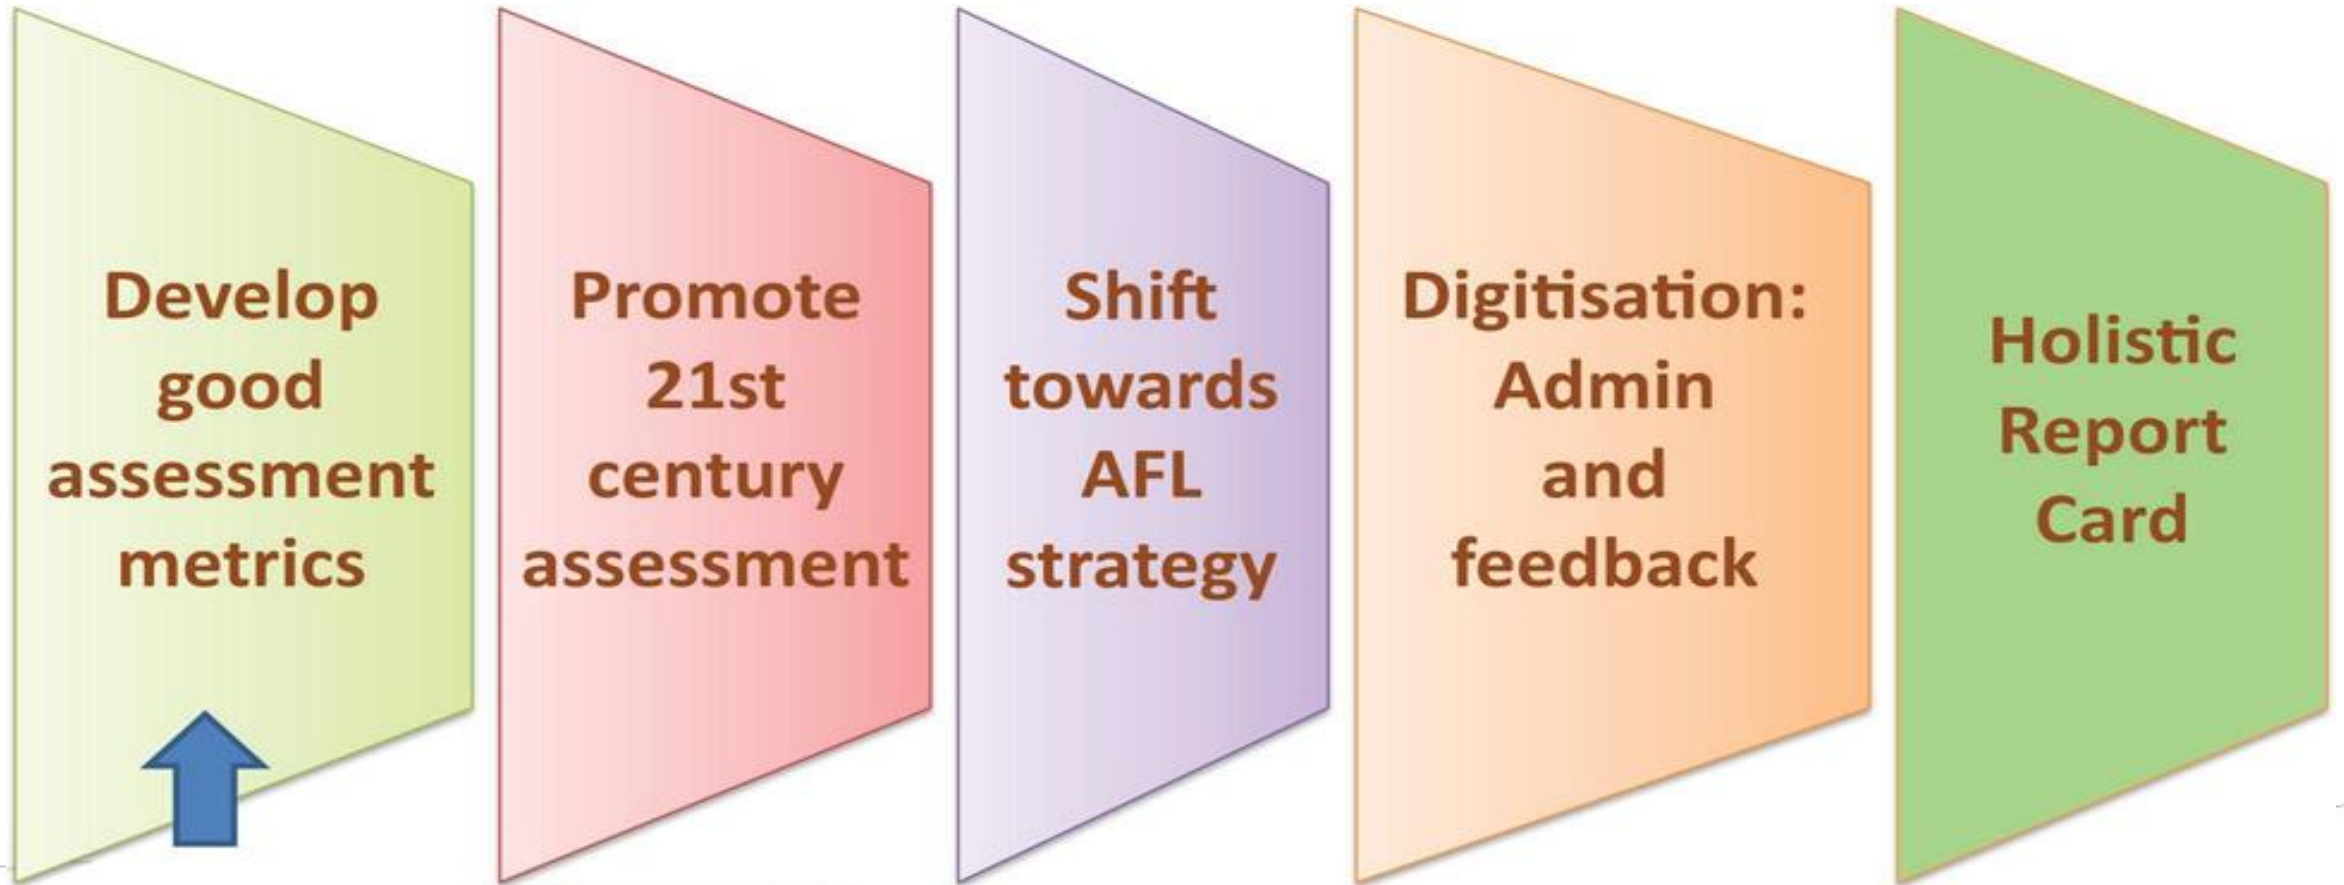 Develop
good
assessment
metrics
Promote
21st
century
assessment
Shift
towards
AFL
strategy
Digitisation:
Admin
and
feedback
Holistic
Report
Card